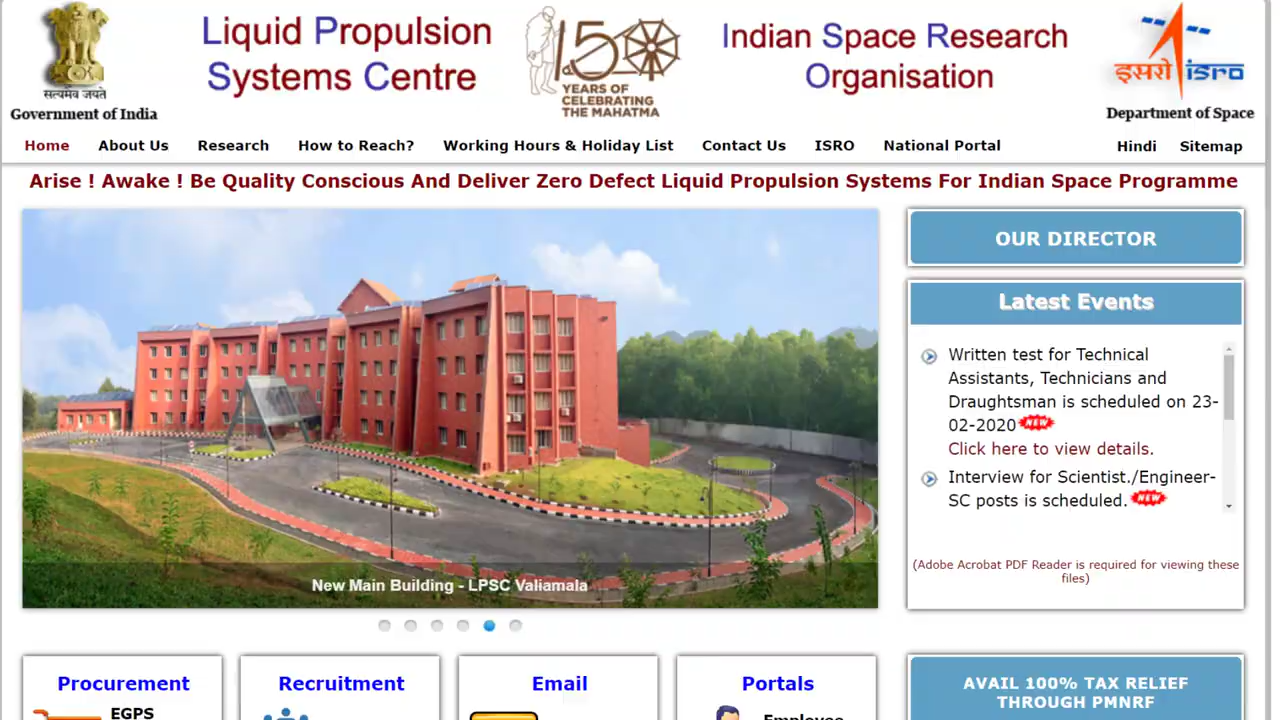 Liquid Propulsion
Systems Centre
150
YEARS OF
CELEBRATING
THE MAHATMA
Indian Space Research
Organisation
सत्यमेव जयते
Government of India
इसरो isro
Department of Space
Home About Us Research How to Reach? Working Hours & Holiday List Contact Us ISRO National Portal Hindi Sitemap
Arise ! Awake ! Be Quality Conscious And Deliver Zero Defect Liquid Propulsion Systems For Indian Space Programme
New Main Building - LPSC Valiamala
OUR DIRECTOR
Latest Events
Written test for Technical
Assistants, Technicians and
Draughtsman is scheduled on 23-
02-2020 NEW
Click here to view details.
Interview for Scientist./Engineer-
SC posts is scheduled. NEW
(Adobe Acrobat PDF Reader is required for viewing these
files)
Procurement
EGPS
Recruitment
Email
Portals
Employee
AVAIL 100% TAX RELIEF
THROUGH PMNRF